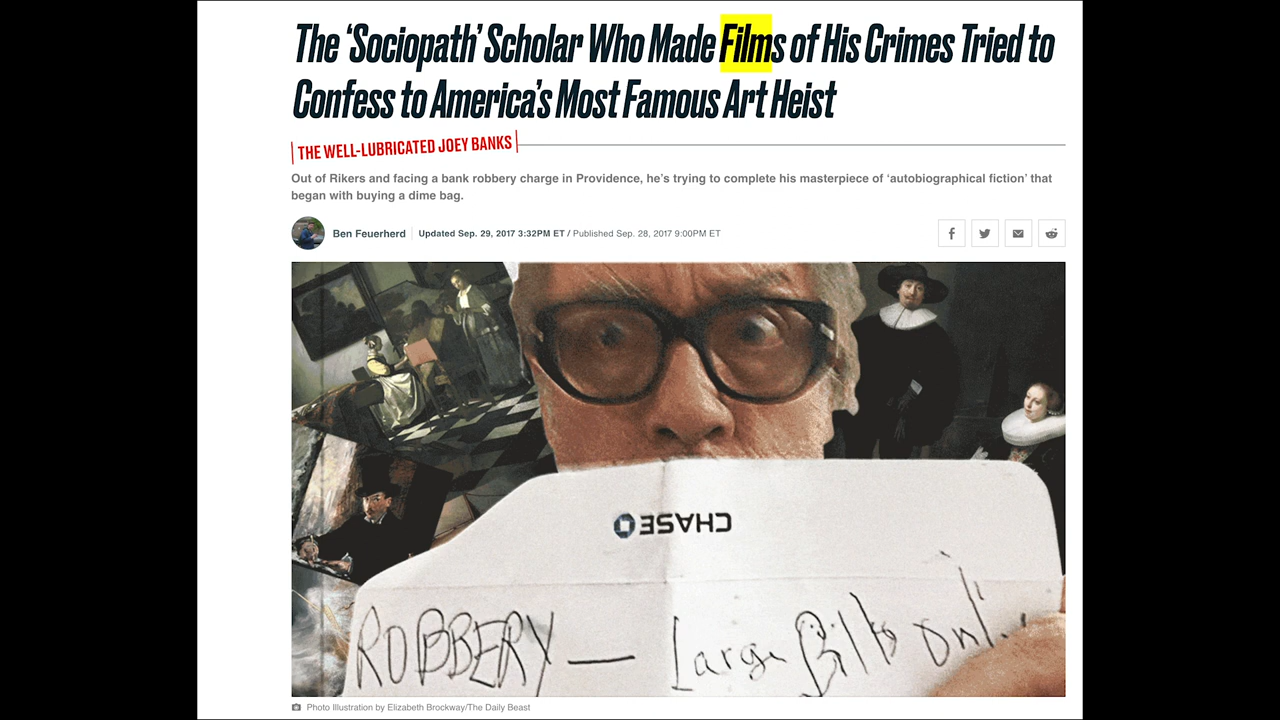 The ‘Sociopath’ Scholar Who Made Films of His Crimes Tried to
Confess to America’s Most Famous Art Heist
THE WELL-LUBRICATED JOEY BANKS
Out of Rikers and facing a bank robbery charge in Providence, he’s trying to complete his masterpiece of ‘autobiographical fiction’ that
began with buying a dime bag.
Ben Feuerherd Updated Sep. 29, 2017 3:32PM ET / Published Sep. 28, 2017 9:00PM ET
CHASE
ROBBERY — Large Bills only
Photo Illustration by Elizabeth Brockway/The Daily Beast